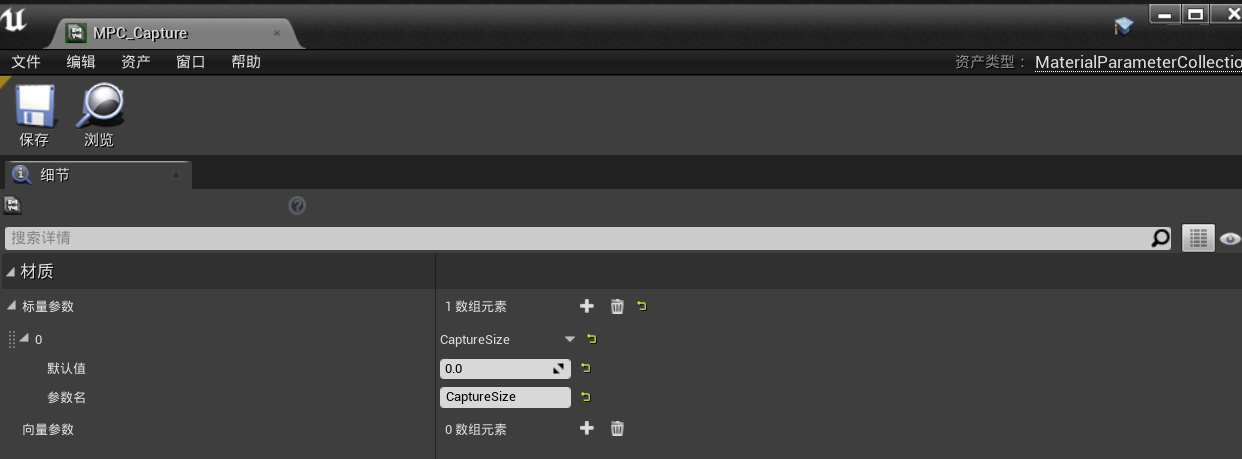 MPC_Capture
文件 编辑 资产 窗口 帮助 资产类型： MaterialParameterCollectio
保存 浏览
细节
搜索详情
材质
标量参数 1 数组元素
0 CaptureSize
默认值 0.0
参数名 CaptureSize
向量参数 0 数组元素